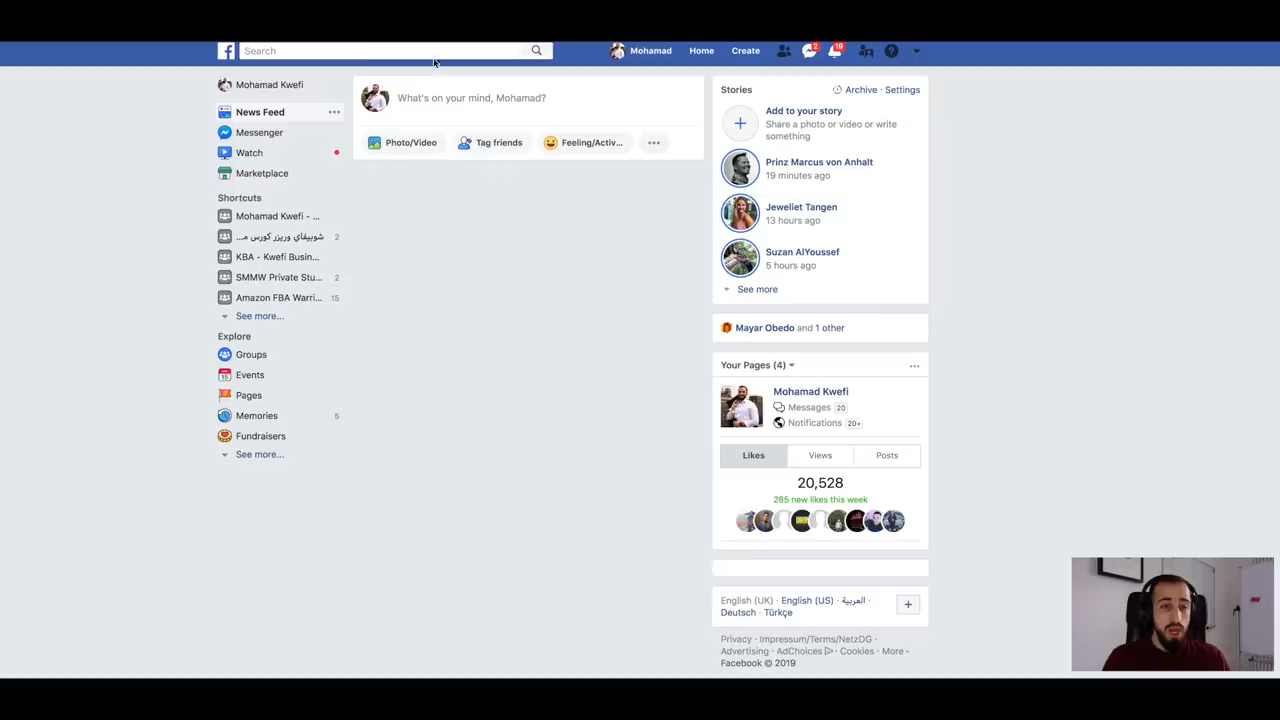 Search
Mohamad
Home
Create
2
19
Mohamad Kwefi
News Feed
Messenger
Watch
Marketplace
Shortcuts
Mohamad Kwefi - ...
شوبيفاي وريزر كورس م... 2
KBA - Kwefi Busin...
SMMW Private Stu... 2
Amazon FBA Warri... 15
See more...
Explore
Groups
Events
Pages
Memories 5
Fundraisers
See more...
What's on your mind, Mohamad?
Photo/Video
Tag friends
Feeling/Activ...
Stories
Archive · Settings
Add to your story
Share a photo or video or write
something
Prinz Marcus von Anhalt
19 minutes ago
Jeweliet Tangen
13 hours ago
Suzan AlYoussef
5 hours ago
See more
Mayar Obedo and 1 other
Your Pages (4)
Mohamad Kwefi
Messages 20
Notifications 20+
Likes
Views
Posts
20,528
285 new likes this week
English (UK) · English (US) · العربية ·
Deutsch · Türkçe
Privacy · Impressum/Terms/NetzDG ·
Advertising · AdChoices · Cookies · More
Facebook © 2019